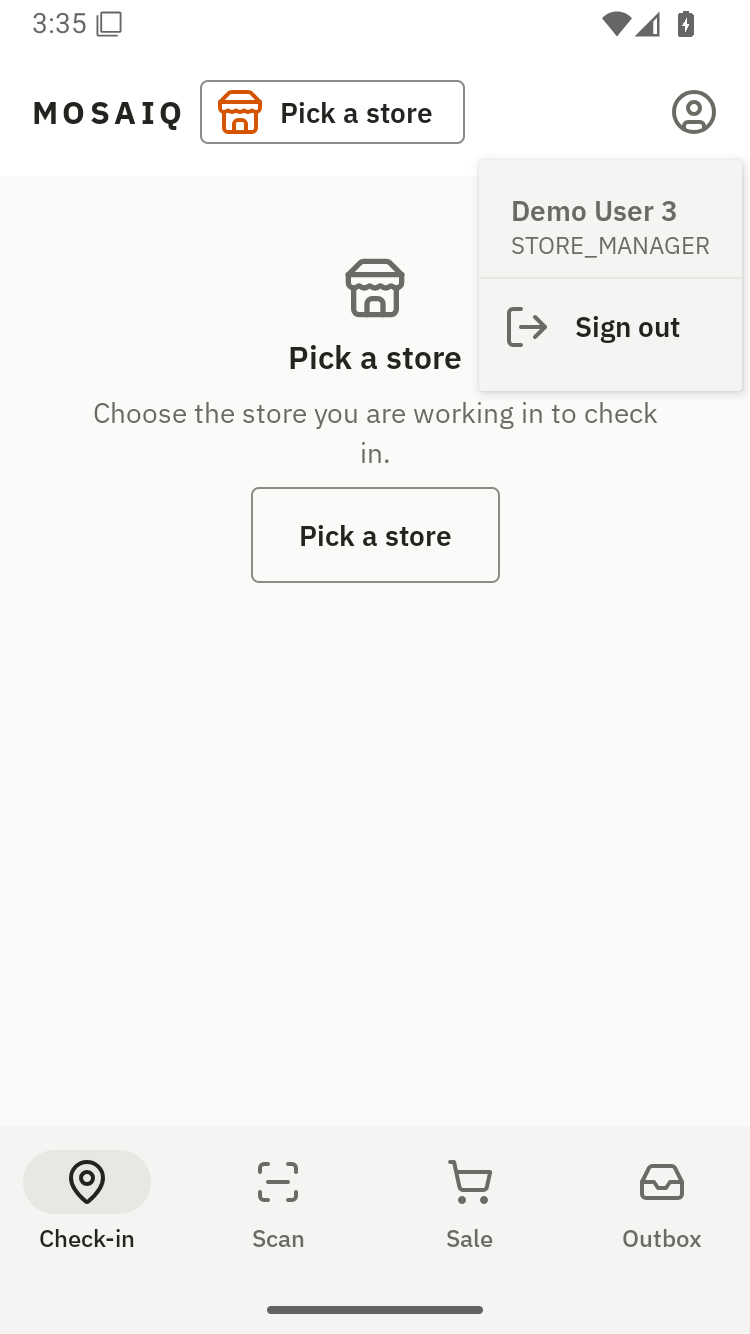 3:35
MOSAIQ
Pick a store
Demo User 3
STORE_MANAGER
Sign out
Pick a store
Choose the store you are working in to check
in.
Pick a store
Check-in
Scan
Sale
Outbox